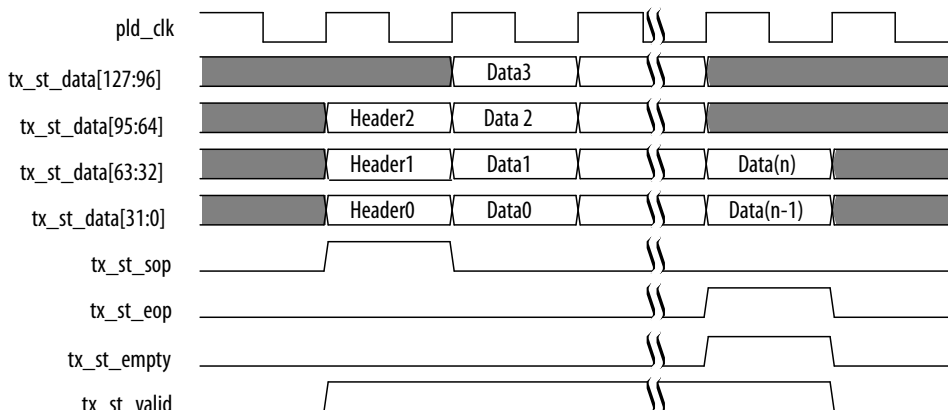 pld_clk
tx_st_data[127:96] Data3
tx_st_data[95:64] Header2 Data 2
tx_st_data[63:32] Header1 Data1 Data(n)
tx_st_data[31:0] Header0 Data0 Data(n-1)
tx_st_sop
tx_st_eop
tx_st_empty
tx_st_valid